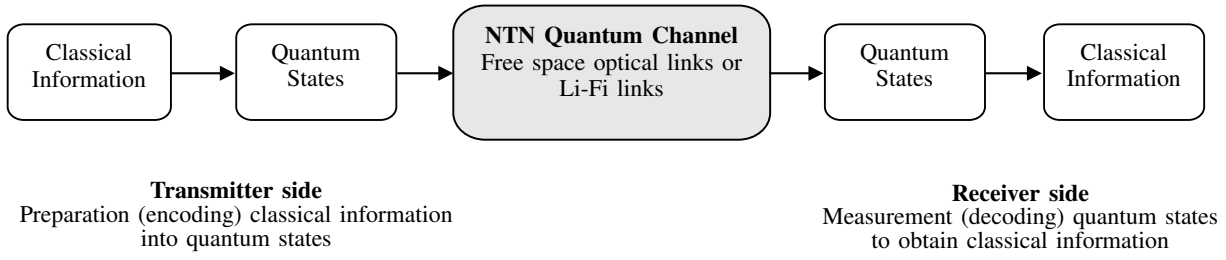 Classical
Information
Quantum
States
NTN Quantum Channel
Free space optical links or
Li-Fi links
Quantum
States
Classical
Information
Transmitter side
Preparation (encoding) classical information
into quantum states
Receiver side
Measurement (decoding) quantum states
to obtain classical information